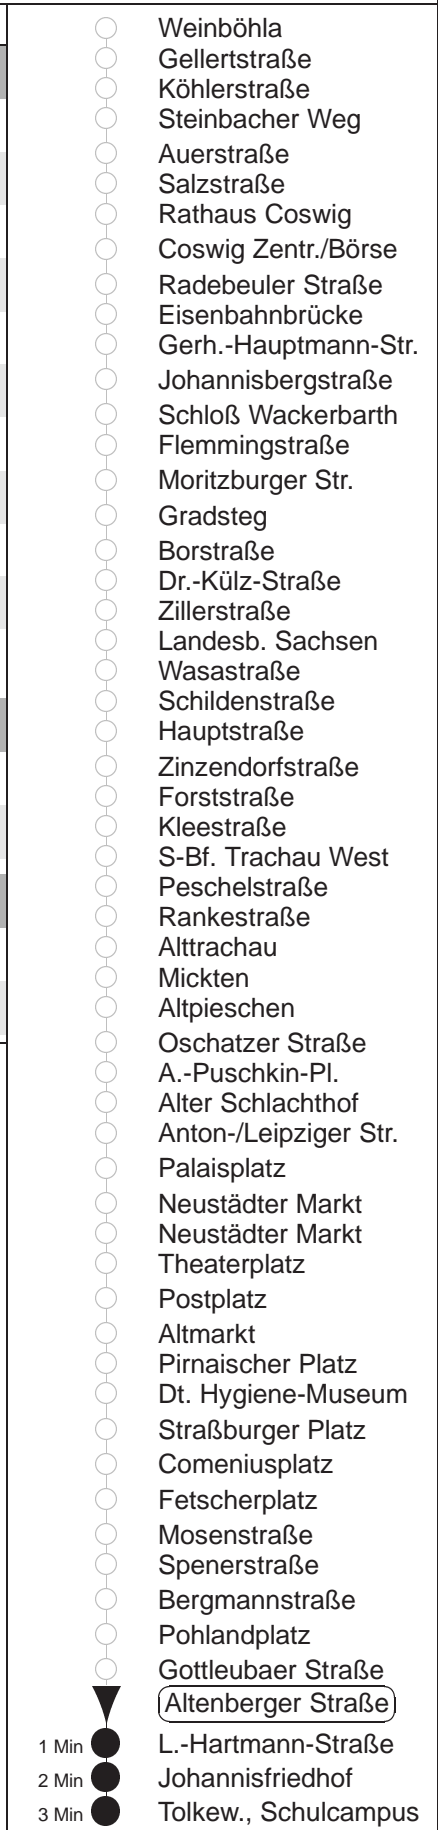 Weinböhla
Gellertstraße
Köhlerstraße
Steinbacher Weg
Auerstraße
Salzstraße
Rathaus Coswig
Coswig Zentr./Börse
Radebeuler Straße
Eisenbahnbrücke
Gerh.-Hauptmann-Str.
Johannisbergstraße
Schloß Wackerbarth
Flemmingstraße
Moritzburger Str.
Gradsteg
Borstraße
Dr.-Külz-Straße
Zillerstraße
Landesb. Sachsen
Wasastraße
Schildenstraße
Hauptstraße
Zinzendorfstraße
Forststraße
Kleestraße
S-Bf. Trachau West
Peschelstraße
Rankestraße
Alttrachau
Mickten
Altpieschen
Oschatzer Straße
A.-Puschkin-Pl.
Alter Schlachthof
Anton-/Leipziger Str.
Palaisplatz
Neustädter Markt
Neustädter Markt
Theaterplatz
Postplatz
Altmarkt
Pirnaischer Platz
Dt. Hygiene-Museum
Straßburger Platz
Comeniusplatz
Fetscherplatz
Mosenstraße
Spenerstraße
Bergmannstraße
Pohlandplatz
Gottleubaer Straße
Altenberger Straße
1 Min L.-Hartmann-Straße
2 Min Johannisfriedhof
3 Min Tolkew., Schulcampus